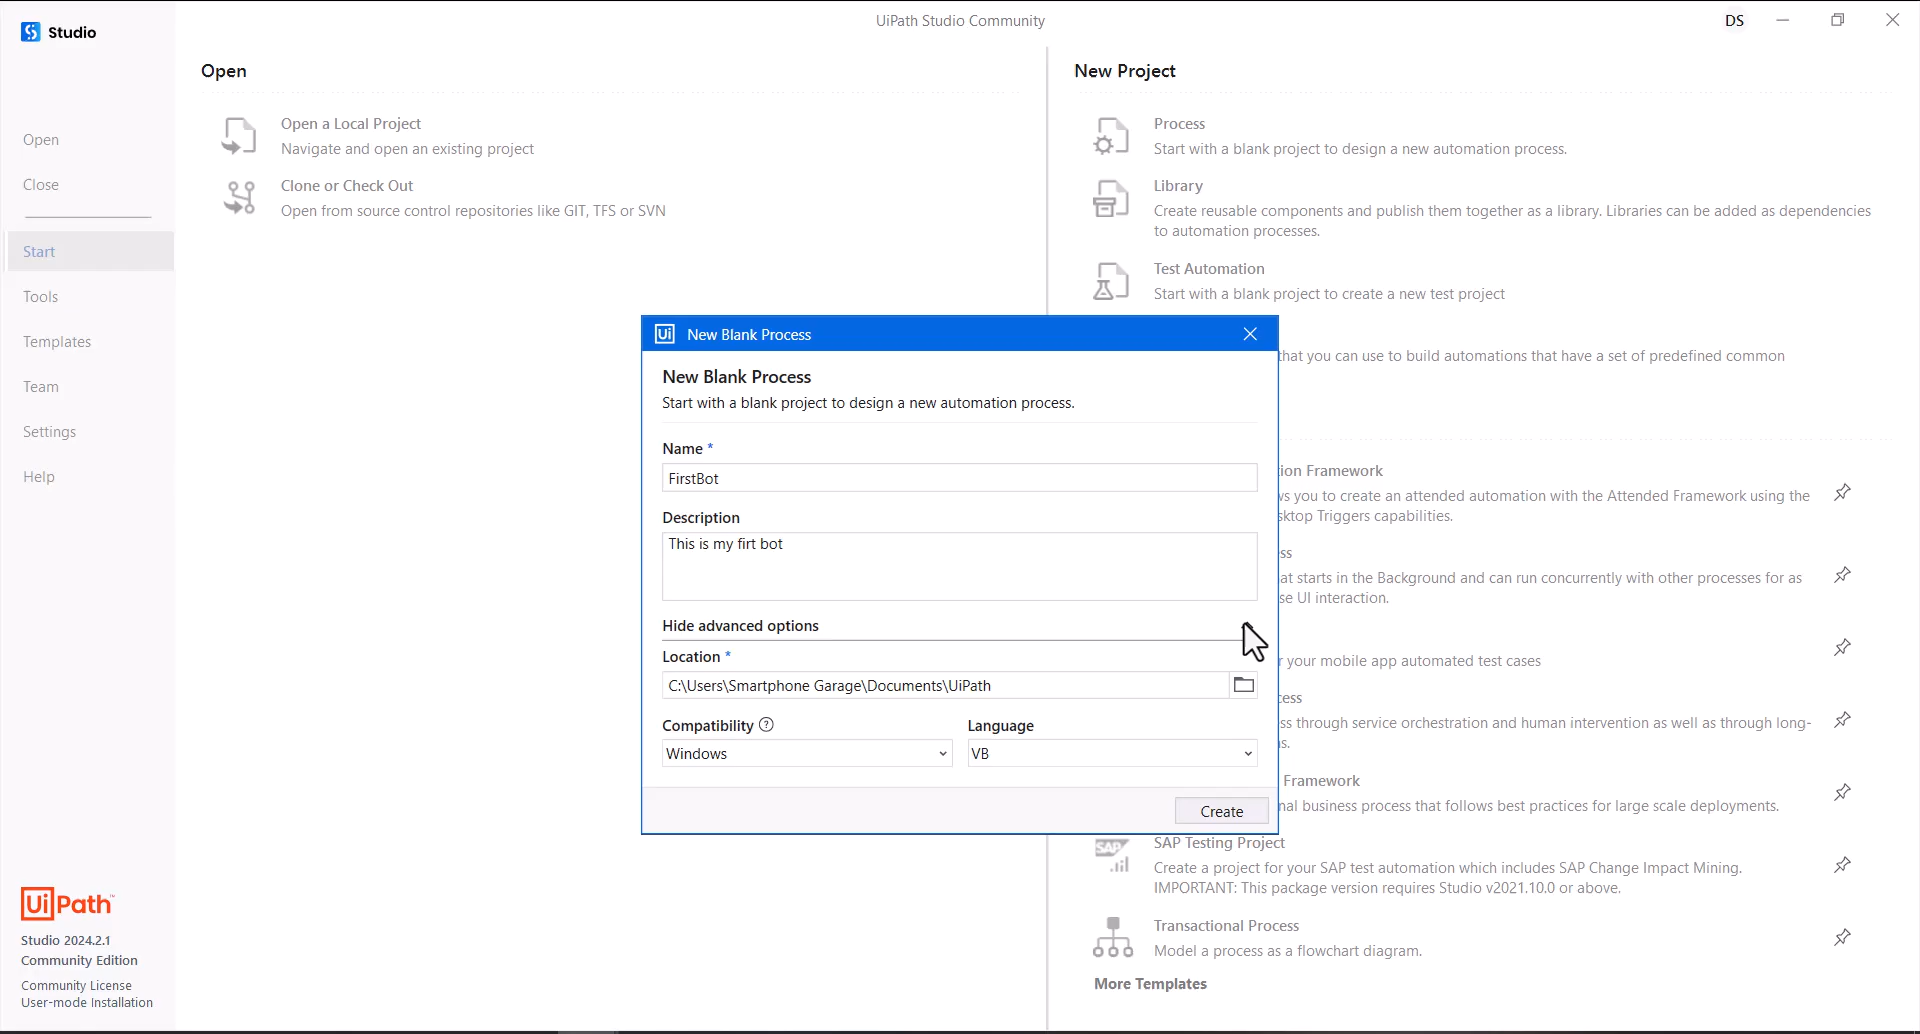 Studio
UiPath Studio Community
DS
Open
Close
Start
Tools
Templates
Team
Settings
Help
UiPath™
Studio 2024.2.1
Community Edition
Community License
User-mode Installation
Open
Open a Local Project
Navigate and open an existing project
Clone or Check Out
Open from source control repositories like GIT, TFS or SVN
New Project
Process
Start with a blank project to design a new automation process.
Library
Create reusable components and publish them together as a library. Libraries can be added as dependencies
to automation processes.
Test Automation
Start with a blank project to create a new test project
that you can use to build automations that have a set of predefined common
Framework
you to create an attended automation with the Attended Framework using the
Triggers capabilities.
starts in the Background and can run concurrently with other processes for as
UI interaction.
your mobile app automated test cases
through service orchestration and human intervention as well as through long-
Framework
business process that follows best practices for large scale deployments.
SAP
SAP Testing Project
Create a project for your SAP test automation which includes SAP Change Impact Mining.
IMPORTANT: This package version requires Studio v2021.10.0 or above.
Transactional Process
Model a process as a flowchart diagram.
More Templates
Ui New Blank Process
New Blank Process
Start with a blank project to design a new automation process.
Name *
FirstBot
Description
This is my firt bot
Hide advanced options
Location *
C:\Users\Smartphone Garage\Documents\UiPath
Compatibility ?
Language
Windows
VB
Create